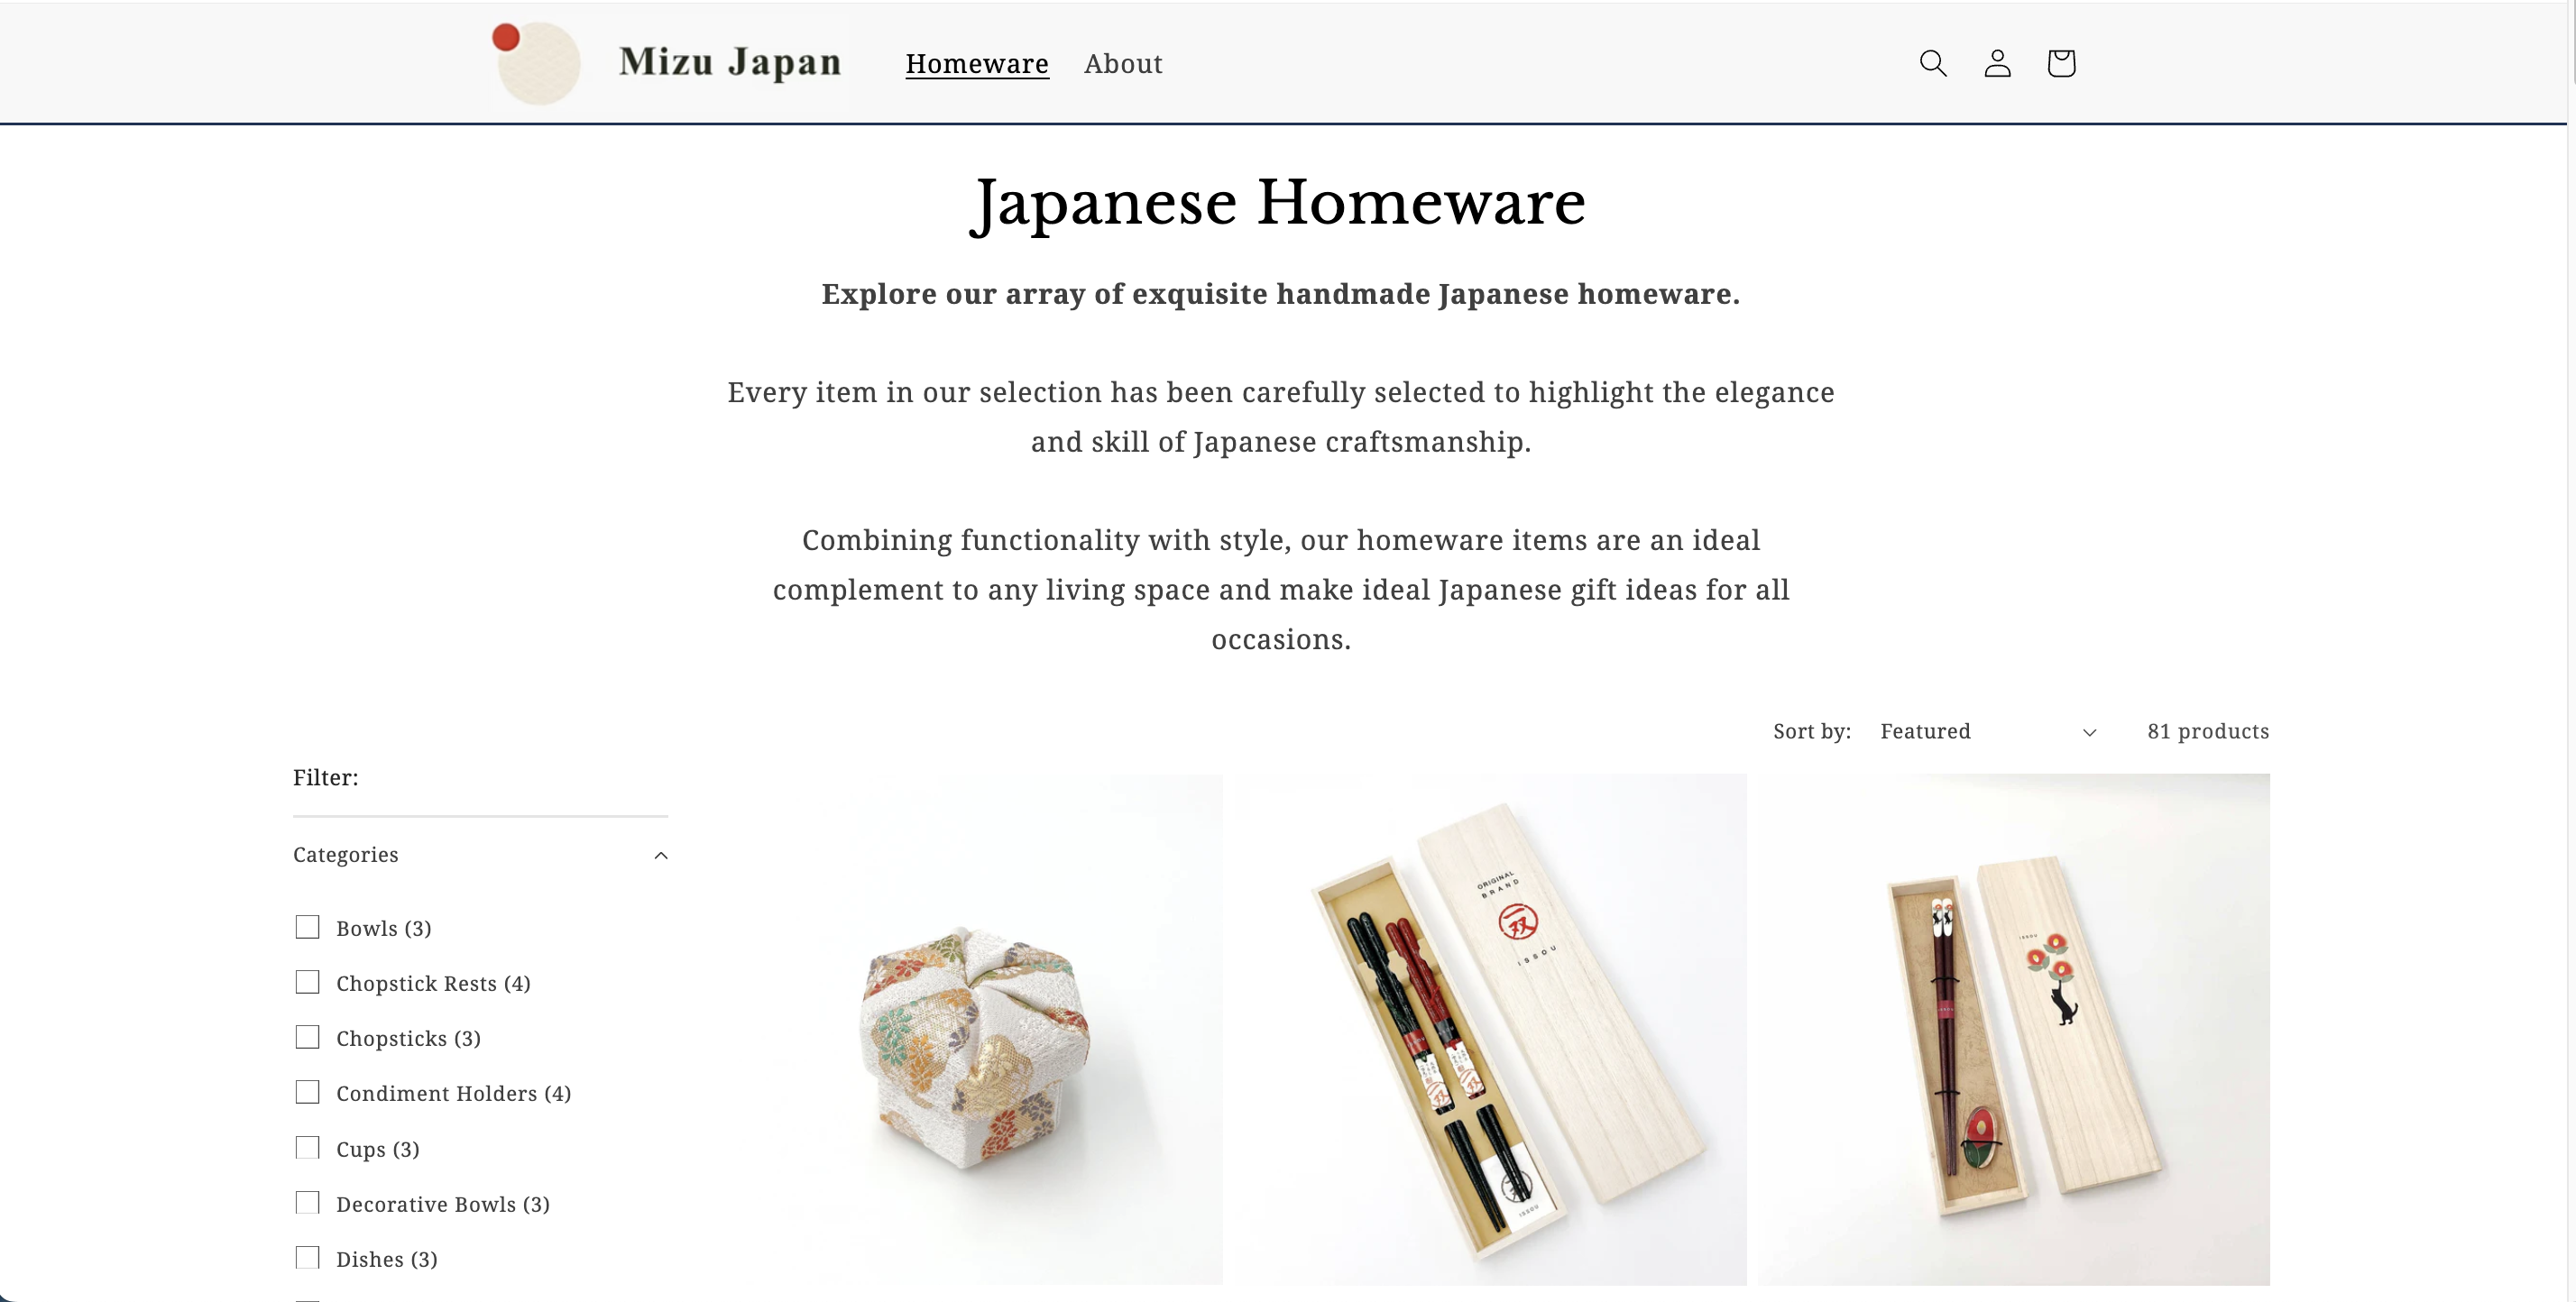 Mizu Japan
Homeware
About
Japanese Homeware
Explore our array of exquisite handmade Japanese homeware.
Every item in our selection has been carefully selected to highlight the elegance
and skill of Japanese craftsmanship.
Combining functionality with style, our homeware items are an ideal
complement to any living space and make ideal Japanese gift ideas for all
occasions.
Sort by:
Featured
81 products
Filter:
Categories
Bowls (3)
Chopstick Rests (4)
Chopsticks (3)
Condiment Holders (4)
Cups (3)
Decorative Bowls (3)
Dishes (3)
ORIGINAL
BRAND
一双
ISSOU
ISSOU
ISSOU